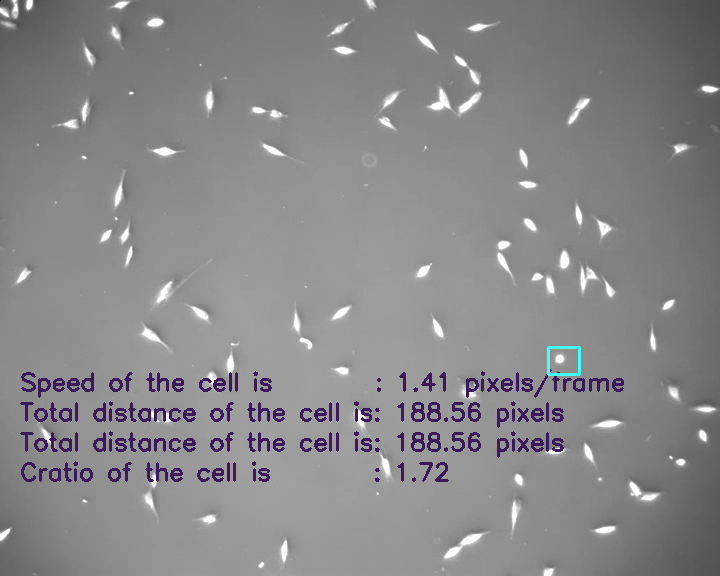 Speed of the cell is : 1.41 pixels/frame
Total distance of the cell is: 188.56 pixels
Total distance of the cell is: 188.56 pixels
Cratio of the cell is : 1.72